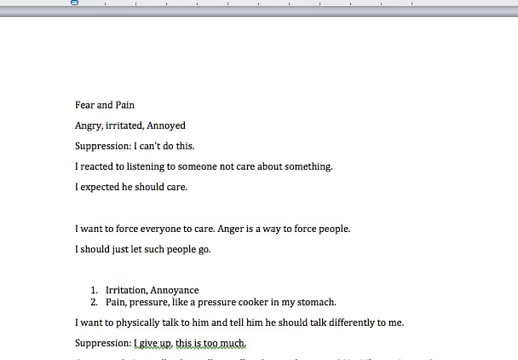 Fear and Pain
Angry, irritated, Annoyed
Suppression: I can't do this.
I reacted to listening to someone not care about something.
I expected he should care.
I want to force everyone to care. Anger is a way to force people.
I should just let such people go.
1. Irritation, Annoyance
2. Pain, pressure, like a pressure cooker in my stomach.
I want to physically talk to him and tell him he should talk differently to me.
Suppression: I give up, this is too much.